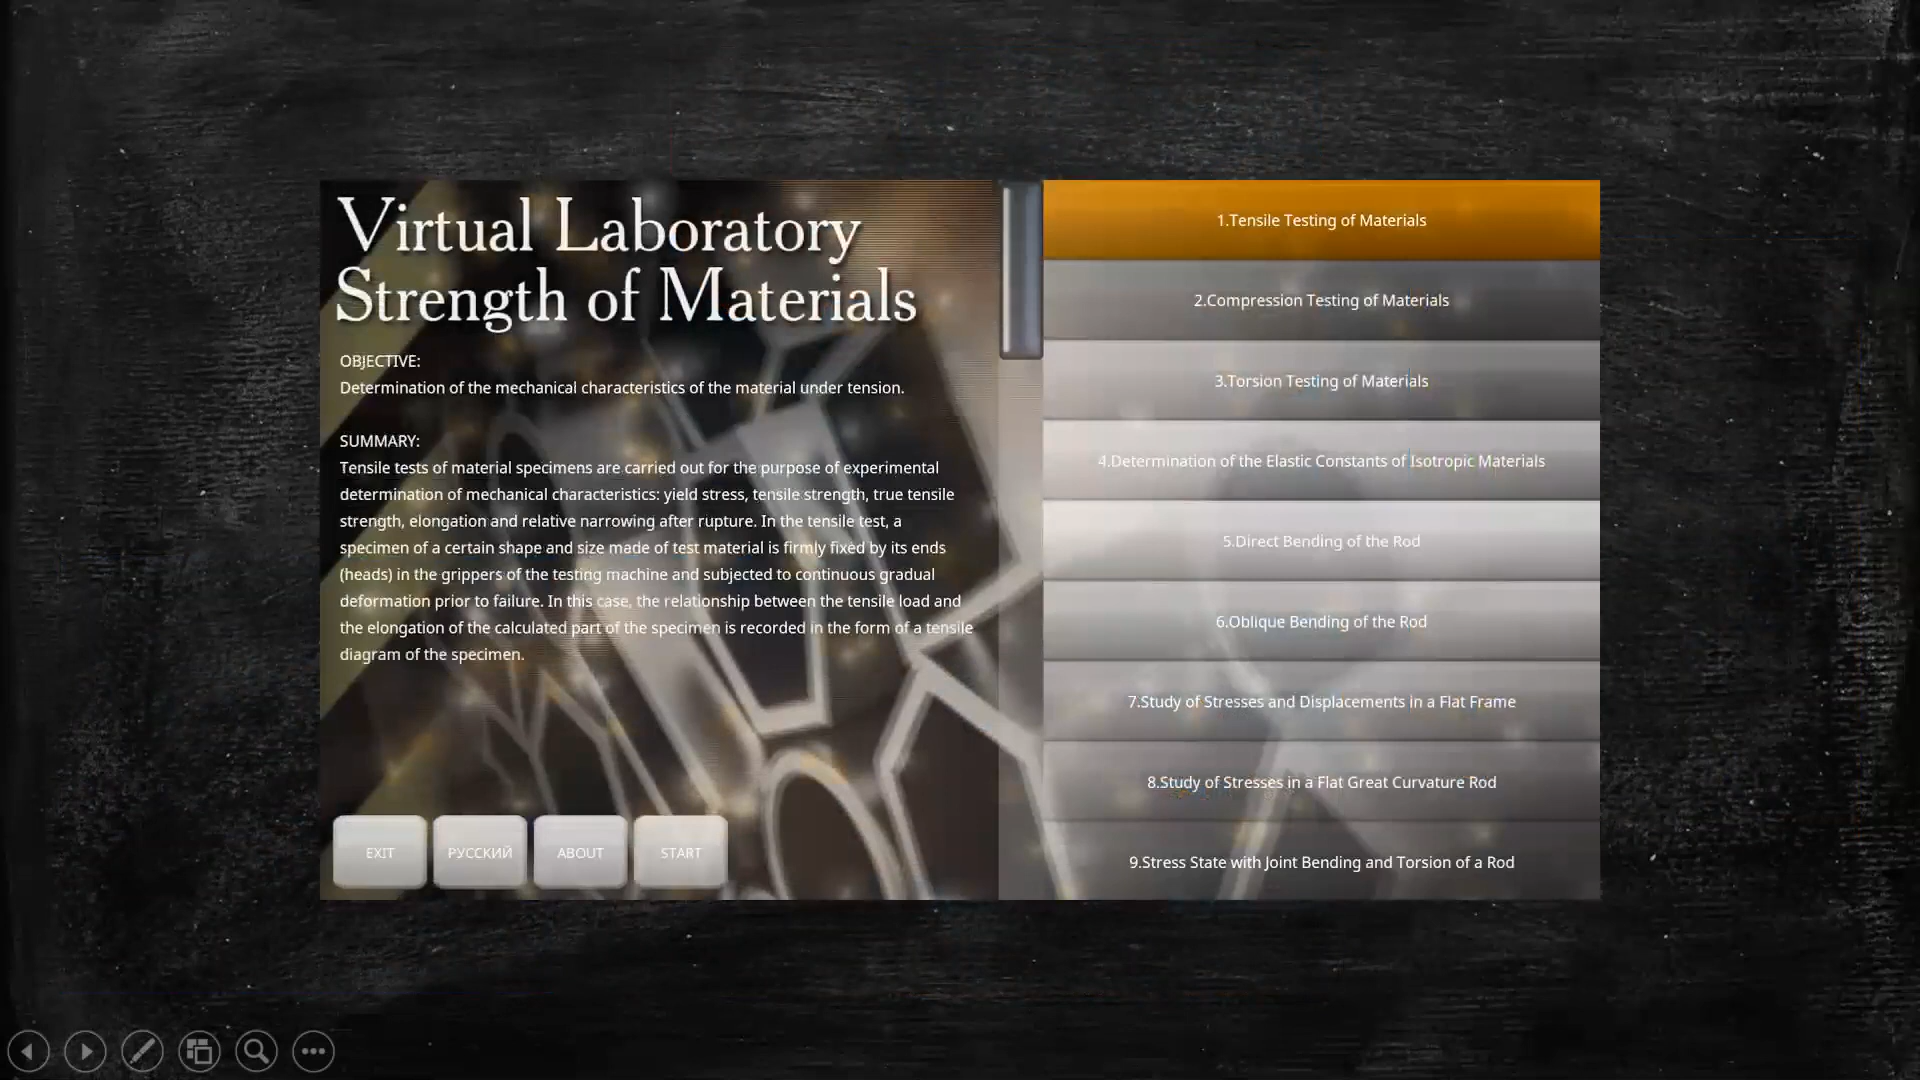 Virtual Laboratory
Strength of Materials
OBJECTIVE:
Determination of the mechanical characteristics of the material under tension.
SUMMARY:
Tensile tests of material specimens are carried out for the purpose of experimental
determination of mechanical characteristics: yield stress, tensile strength, true tensile
strength, elongation and relative narrowing after rupture. In the tensile test, a
specimen of a certain shape and size made of test material is firmly fixed by its ends
(heads) in the grippers of the testing machine and subjected to continuous gradual
deformation prior to failure. In this case, the relationship between the tensile load and
the elongation of the calculated part of the specimen is recorded in the form of a tensile
diagram of the specimen.
EXIT
РУССКИЙ
ABOUT
START
1.Tensile Testing of Materials
2.Compression Testing of Materials
3.Torsion Testing of Materials
4.Determination of the Elastic Constants of Isotropic Materials
5.Direct Bending of the Rod
6.Oblique Bending of the Rod
7.Study of Stresses and Displacements in a Flat Frame
8.Study of Stresses in a Flat Great Curvature Rod
9.Stress State with Joint Bending and Torsion of a Rod